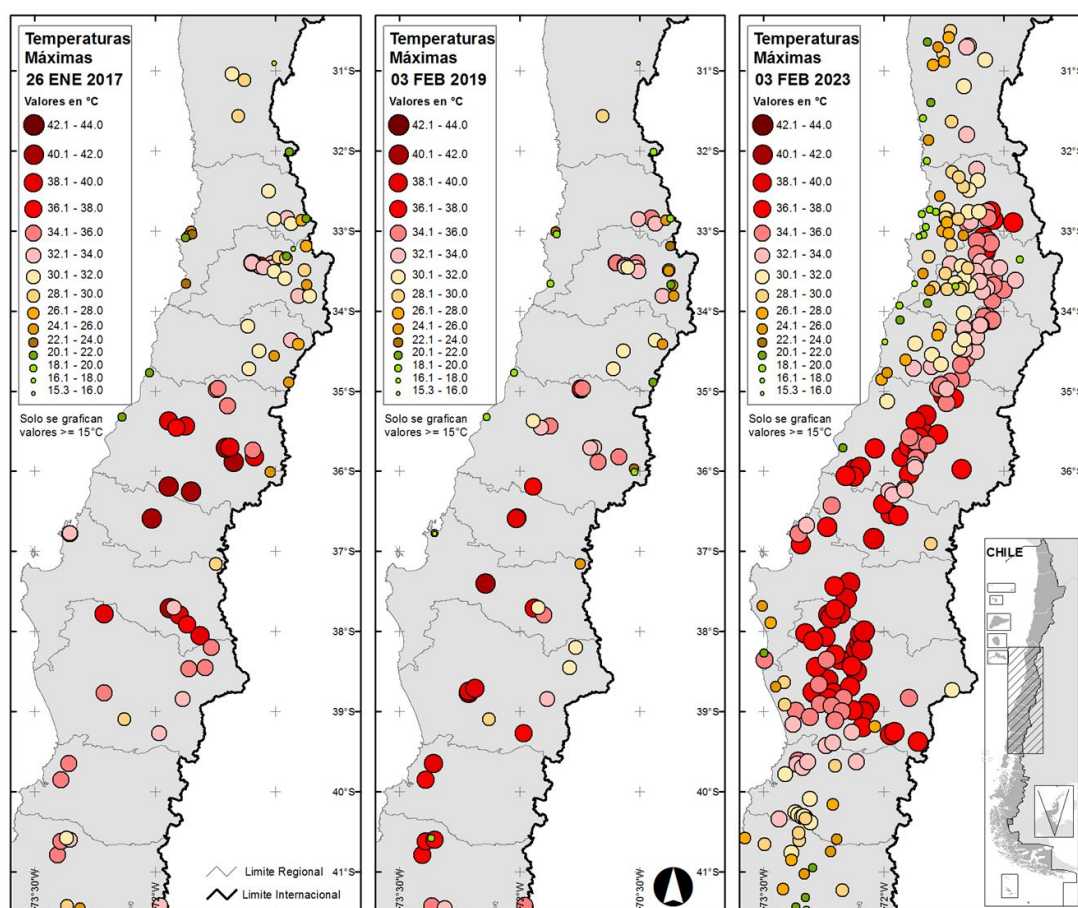 Temperaturas
Máximas
26 ENE 2017
Valores en °C
42.1 - 44.0
40.1 - 42.0
38.1 - 40.0
36.1 - 38.0
34.1 - 36.0
32.1 - 34.0
30.1 - 32.0
28.1 - 30.0
26.1 - 28.0
24.1 - 26.0
22.1 - 24.0
20.1 - 22.0
18.1 - 20.0
16.1 - 18.0
15.3 - 16.0
Solo se grafican
valores >= 15°C
31°S
32°S
33°S
34°S
35°S
36°S
37°S
38°S
39°S
40°S
41°S
73°30'W
72°W
Limite Regional
Limite Internacional
Temperaturas
Máximas
03 FEB 2019
Valores en °C
42.1 - 44.0
40.1 - 42.0
38.1 - 40.0
36.1 - 38.0
34.1 - 36.0
32.1 - 34.0
30.1 - 32.0
28.1 - 30.0
26.1 - 28.0
24.1 - 26.0
22.1 - 24.0
20.1 - 22.0
18.1 - 20.0
16.1 - 18.0
15.3 - 16.0
Solo se grafican
valores >= 15°C
31°S
32°S
33°S
34°S
35°S
36°S
37°S
38°S
39°S
40°S
41°S
73°30'W
72°W
70°30'W
Temperaturas
Máximas
03 FEB 2023
Valores en °C
42.1 - 44.0
40.1 - 42.0
38.1 - 40.0
36.1 - 38.0
34.1 - 36.0
32.1 - 34.0
30.1 - 32.0
28.1 - 30.0
26.1 - 28.0
24.1 - 26.0
22.1 - 24.0
20.1 - 22.0
18.1 - 20.0
16.1 - 18.0
15.3 - 16.0
Solo se grafican
valores >= 15°C
73°30'W
72°W
CHILE